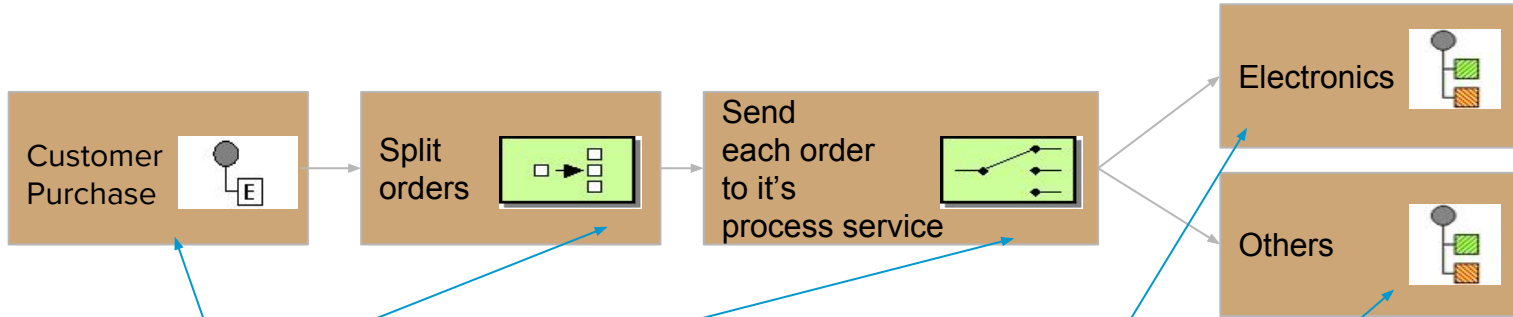 Customer
Purchase
E
Split
orders
Send
each order
to it’s
process service
Electronics
Others